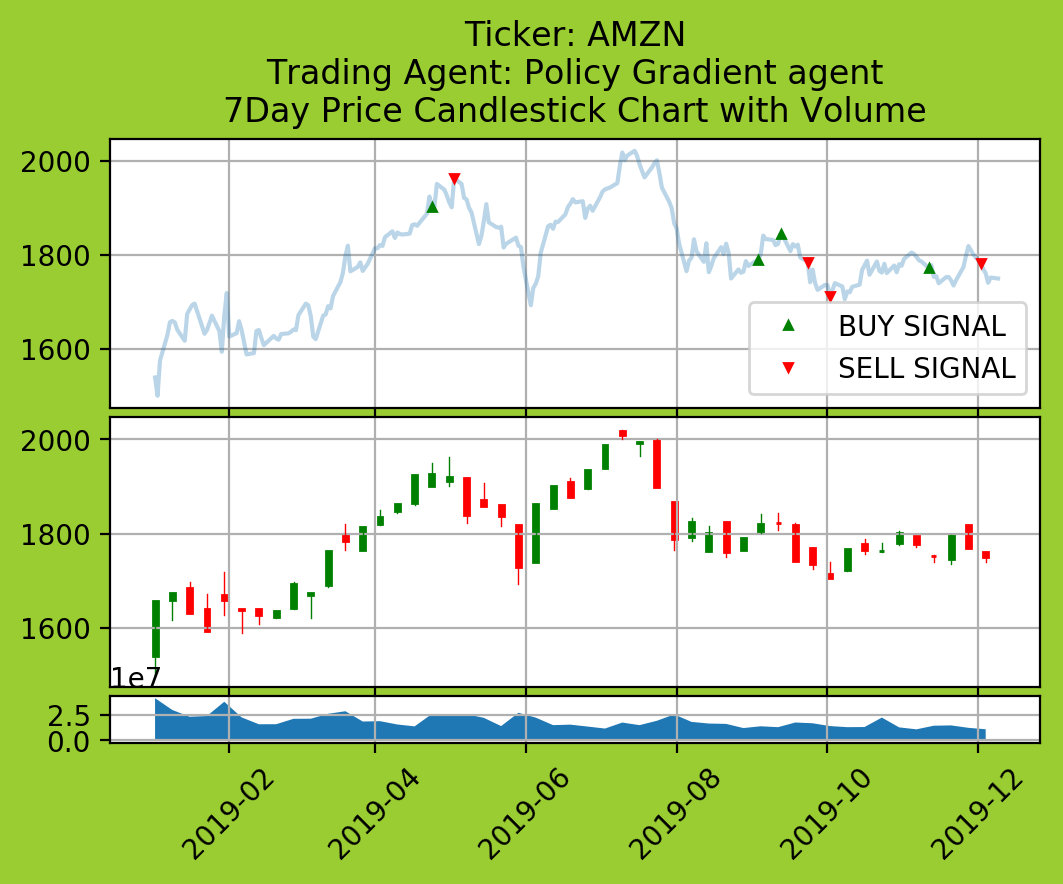 Ticker: AMZN
Trading Agent: Policy Gradient agent
7Day Price Candlestick Chart with Volume
2000
1800
1600
BUY SIGNAL
SELL SIGNAL
2000
1800
1600
1e7
2.5
0.0
2019-02
2019-04
2019-06
2019-08
2019-10
2019-12